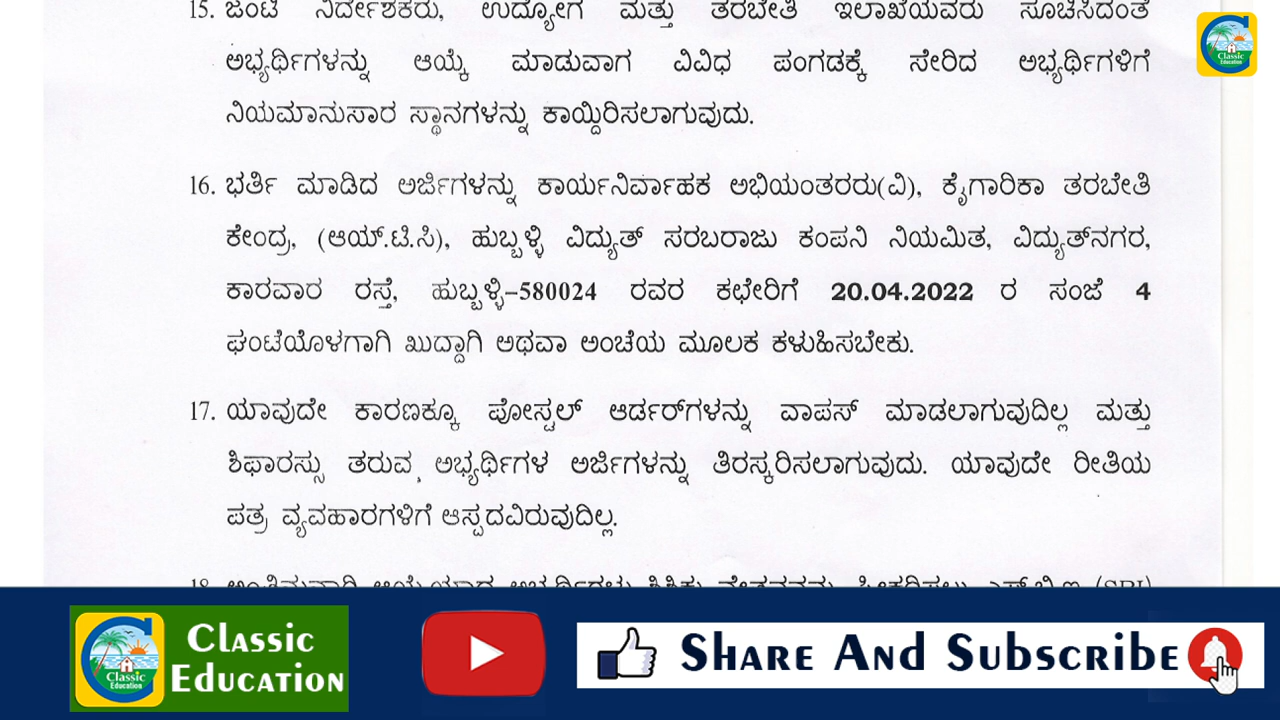 15. ಜಂಟಿ ನಿರ್ದೇಶಕರು, ಉದ್ಯೋಗ ಮತ್ತು ತರಬೇತಿ ಇಲಾಖೆಯವರು ಸೂಚಿಸಿದಂತೆ
ಅಭ್ಯರ್ಥಿಗಳನ್ನು ಆಯ್ಕೆ ಮಾಡುವಾಗ ವಿವಿಧ ಪಂಗಡಕ್ಕೆ ಸೇರಿದ ಅಭ್ಯರ್ಥಿಗಳಿಗೆ
ನಿಯಮಾನುಸಾರ ಸ್ಥಾನಗಳನ್ನು ಕಾಯ್ದಿರಿಸಲಾಗುವುದು.
16. ಭರ್ತಿ ಮಾಡಿದ ಅರ್ಜಿಗಳನ್ನು ಕಾರ್ಯನಿರ್ವಾಹಕ ಅಭಿಯಂತರರು(ವಿ), ಕೈಗಾರಿಕಾ ತರಬೇತಿ
ಕೇಂದ್ರ, (ಆಯ್.ಟಿ.ಸಿ), ಹುಬ್ಬಳ್ಳಿ ವಿದ್ಯುತ್ ಸರಬರಾಜು ಕಂಪನಿ ನಿಯಮಿತ, ವಿದ್ಯುತ್‌ನಗರ,
ಕಾರವಾರ ರಸ್ತೆ, ಹುಬ್ಬಳ್ಳಿ-580024 ರವರ ಕಛೇರಿಗೆ 20.04.2022 ರ ಸಂಜೆ 4
ಘಂಟೆಯೊಳಗಾಗಿ ಖುದ್ದಾಗಿ ಅಥವಾ ಅಂಚೆಯ ಮೂಲಕ ಕಳುಹಿಸಬೇಕು.
17. ಯಾವುದೇ ಕಾರಣಕ್ಕೂ ಪೋಸ್ಟಲ್ ಆರ್ಡರ್‌ಗಳನ್ನು ವಾಪಸ್ ಮಾಡಲಾಗುವುದಿಲ್ಲ ಮತ್ತು
ಶಿಫಾರಸ್ಸು ತರುವ ಅಭ್ಯರ್ಥಿಗಳ ಅರ್ಜಿಗಳನ್ನು ತಿರಸ್ಕರಿಸಲಾಗುವುದು. ಯಾವುದೇ ರೀತಿಯ
ಪತ್ರ ವ್ಯವಹಾರಗಳಿಗೆ ಆಸ್ಪದವಿರುವುದಿಲ್ಲ.
Classic
Education
Classic
Education
Classic
Education
Share And Subscribe